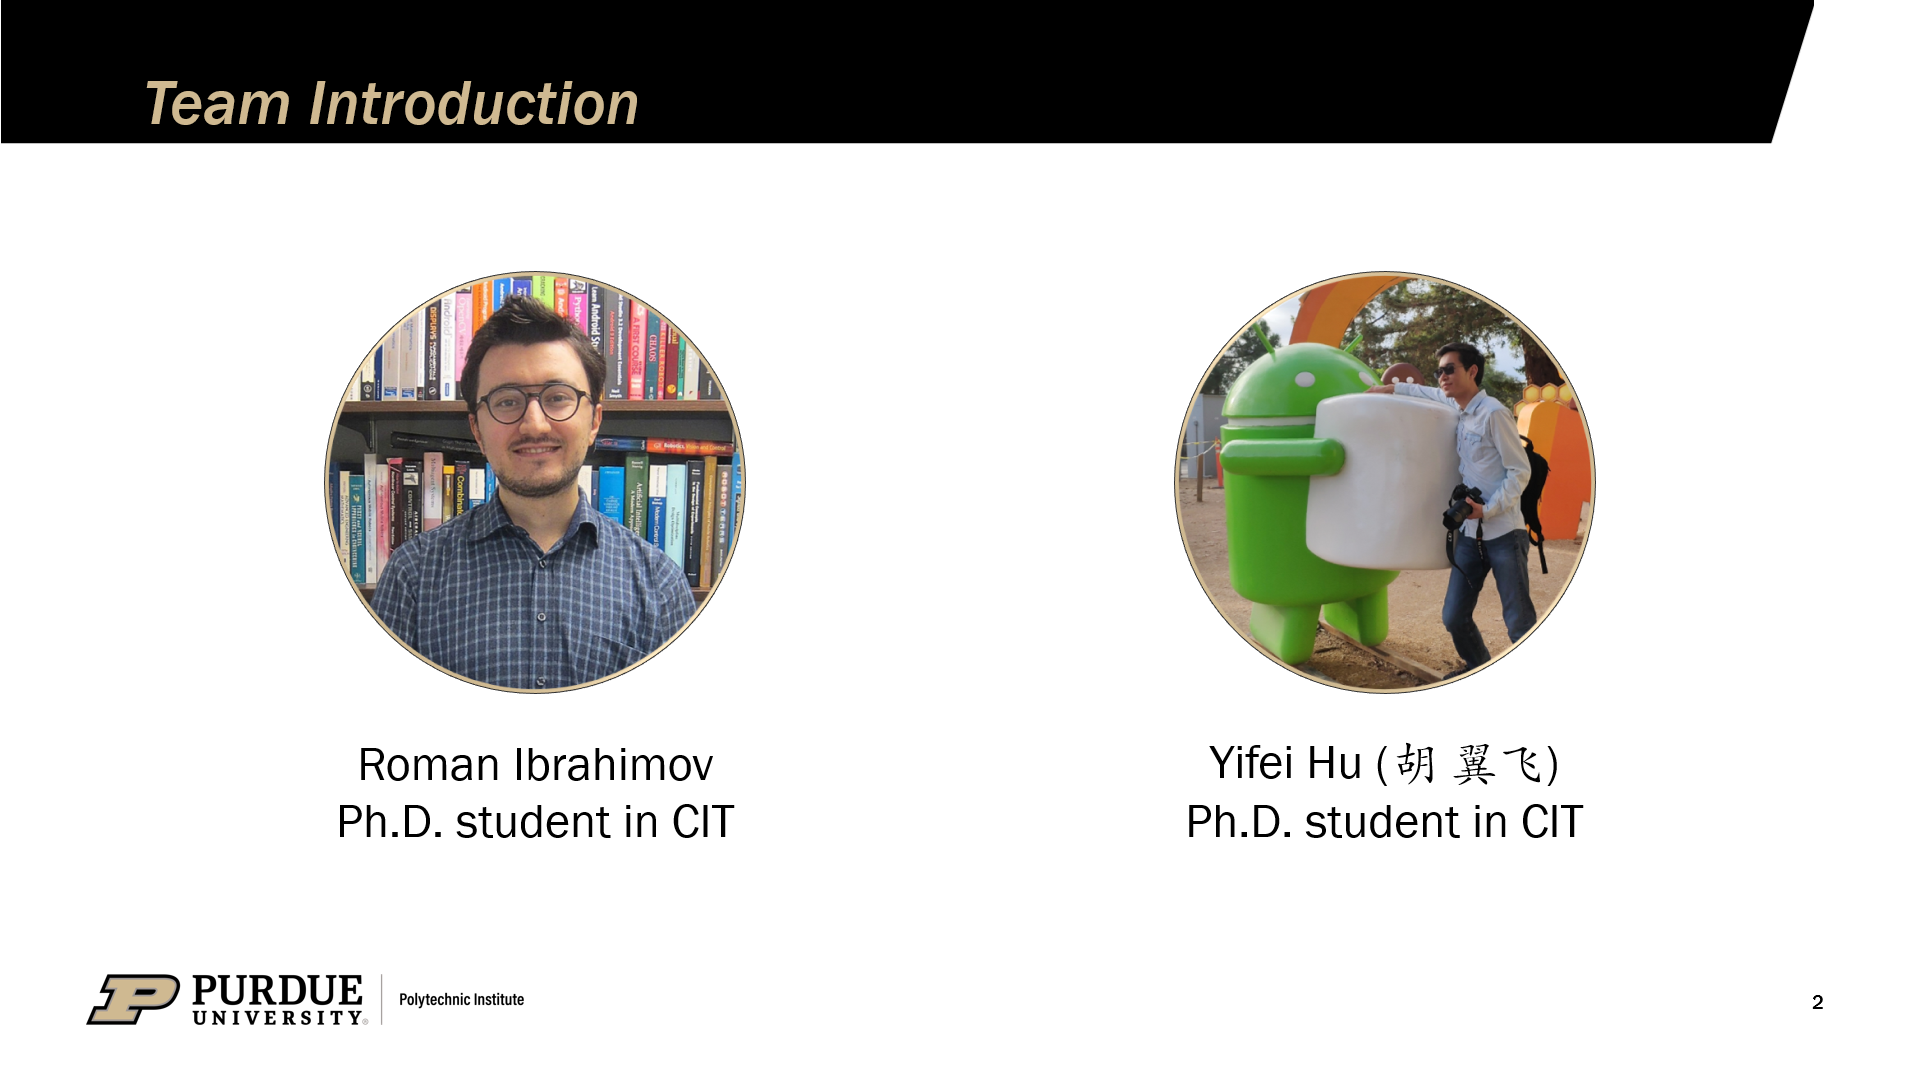 Team Introduction
Roman Ibrahimov
Ph.D. student in CIT
Yifei Hu (胡 翼飞)
Ph.D. student in CIT
PURDUE
UNIVERSITY®
Polytechnic Institute
2